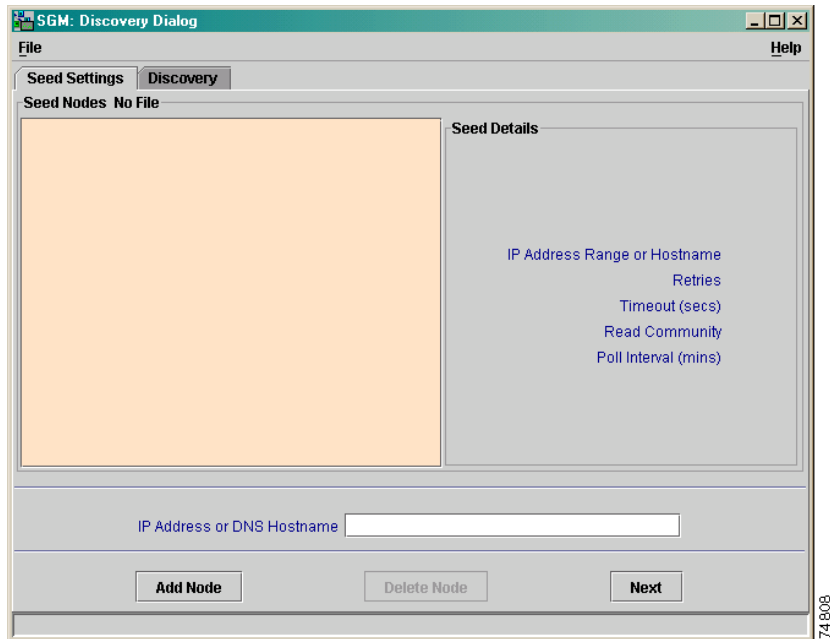 SGM: Discovery Dialog
File Help
Seed Settings Discovery
Seed Nodes No File
Seed Details
IP Address Range or Hostname
Retries
Timeout (secs)
Read Community
Poll Interval (mins)
IP Address or DNS Hostname
Add Node Delete Node Next
74808